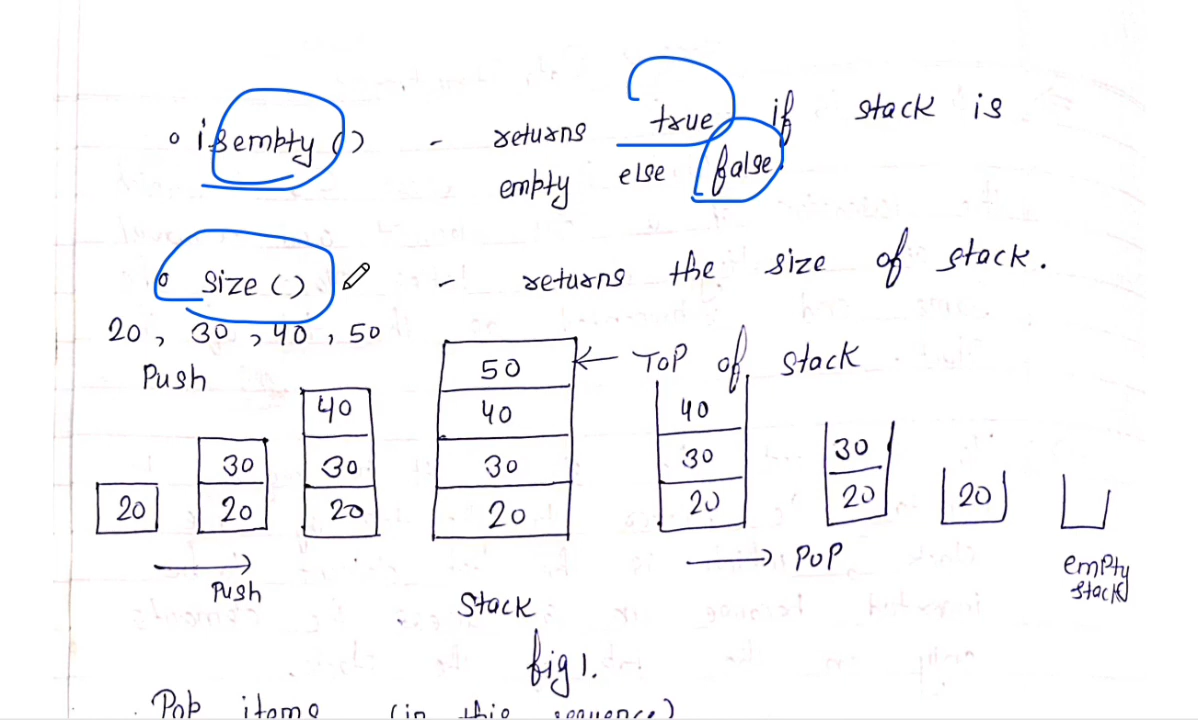 isempty () - returns true if stack is
empty else false
size () - returns the size of stack.
20, 30, 40, 50
Push
50 ← TOP of stack
40 40 40
30 30 30 30 30
20 20 20 20 20 20 20
→ Push
→ POP
empty
stack
Stack
fig 1.
Pop items (in this sequence)